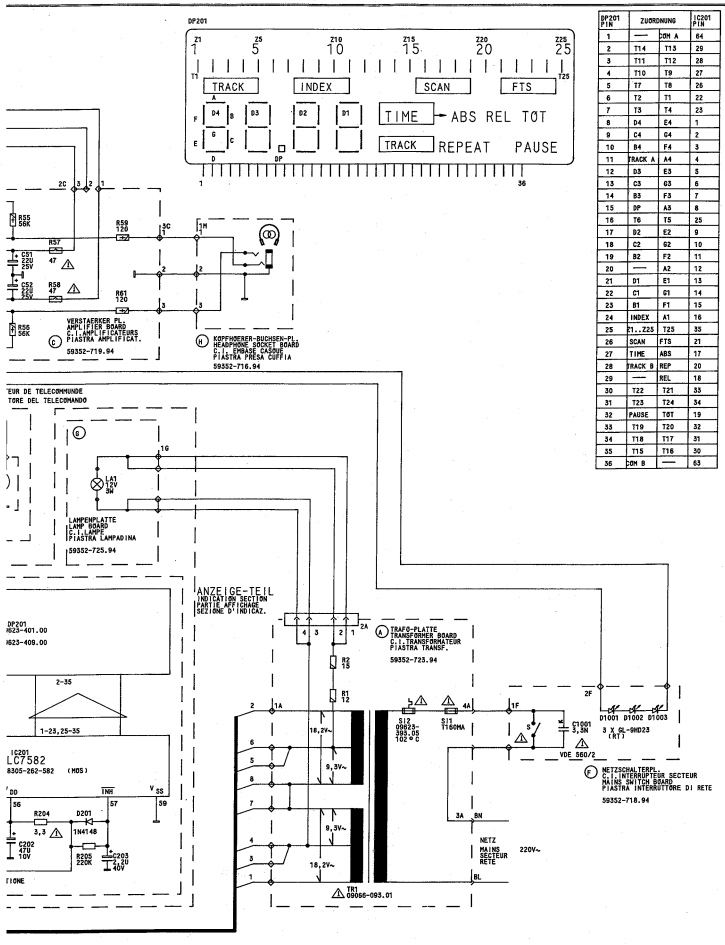 DP201
Z1 Z5 Z10 Z15 Z20 Z25
1 5 10 15 20 25
T1 T25
TRACK INDEX SCAN FTS
A
F D4 B D3 D2 D1 TIME → ABS REL TOT
E G C TRACK REPEAT PAUSE
D DP
1 36
DP201 PIN ZUORDNUNG IC201 PIN
1 — COM A 64
2 T14 T13 29
3 T11 T12 28
4 T10 T9 27
5 T7 T8 26
6 T2 T1 22
7 T3 T4 23
8 D4 E4 1
9 C4 G4 2
10 B4 F4 3
11 TRACK A A4 4
12 D3 E3 5
13 C3 G3 6
14 B3 F3 7
15 DP A3 8
16 T6 T5 25
17 D2 E2 9
18 C2 G2 10
19 B2 F2 11
20 — A2 12
21 D1 E1 13
22 C1 G1 14
23 B1 F1 15
24 INDEX A1 16
25 Z1..Z25 T25 35
26 SCAN FTS 21
27 TIME ABS 17
28 TRACK B REP 20
29 — REL 18
30 T22 T21 33
31 T23 T24 34
32 PAUSE TOT 19
33 T19 T20 32
34 T18 T17 31
35 T15 T16 30
36 COM B — 63
2C 3 2 1
R55
56K
R57
47
C51
22U
25V
C52
22U
25V
R58
47
R56
56K
R59
120
R61
120
3C
1
2
3
1H
1
2
3
C
VERSTAERKER PL.
AMPLIFIER BOARD
C.I.AMPLIFICATEURS
PIASTRA AMPLIFICAT.
59352-719.94
H
KOPFHOERER-BUCHSEN-PL.
HEADPHONE SOCKET BOARD
C.I. EMBASE CASQUE
PIASTRA PRESA CUFFIA
59352-716.94
EUR DE TELECOMMUNDE
TORE DEL TELECOMANDO
G
1G
LA1
12V
3W
LAMPENPLATTE
LAMP BOARD
C.I.LAMPE
PIASTRA LAMPADINA
59352-725.94
ANZEIGE-TEIL
INDICATION SECTION
PARTIE AFFICHAGE
SEZIONE D'INDICAZ.
DP201
9623-401.00
9623-409.00
2-35
1-23,25-35
IC201
LC7582
8305-262-582 (MOS)
DD INH V SS
56 57 59
R204
3,3
D201
1N4148
C202
47U
10V
R205
220K
C203
2,2U
40V
TIONE
4 3 2 1 2A
A
TRAFO-PLATTE
TRANSFORMER BOARD
C.I.TRANSFORMATEUR
PIASTRA TRANSF.
59352-723.94
R2
15
R1
12
2 1A
6
5
8
7
4
3
1
18,2V~
9,3V~
9,3V~
18,2V~
SI2
09623-
393.05
102°C
SI1
T160MA
4A
3A BN
BL
TR1
09066-093.01
NETZ
MAINS
SECTEUR
RETE
220V~
1F
S
C1001
3,3N
VDE 560/2
2F
D1001 D1002 D1003
3 X GL-9HD23
(RT)
F
NETZSCHALTERPL.
C.I.INTERRUPTEUR SECTEUR
MAINS SWITCH BOARD
PIASTRA INTERRUTTORE DI RETE
59352-718.94